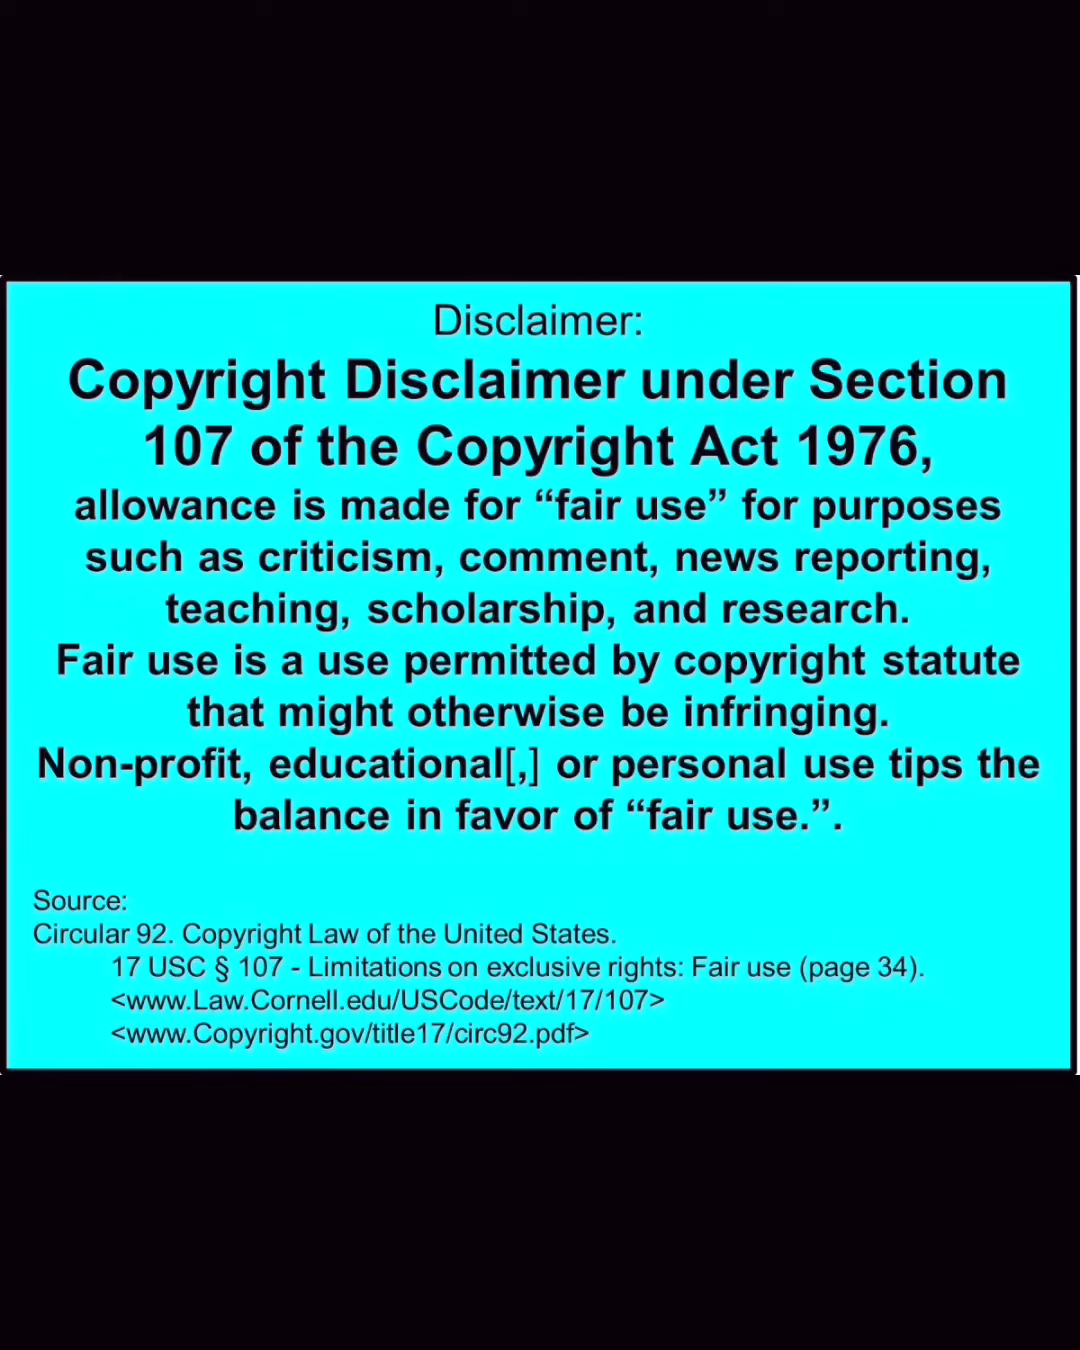 Disclaimer:
Copyright Disclaimer under Section
107 of the Copyright Act 1976,
allowance is made for “fair use” for purposes
such as criticism, comment, news reporting,
teaching, scholarship, and research.
Fair use is a use permitted by copyright statute
that might otherwise be infringing.
Non-profit, educational[,] or personal use tips the
balance in favor of “fair use.”.
Source:
Circular 92. Copyright Law of the United States.
17 USC § 107 - Limitations on exclusive rights: Fair use (page 34).
<www.Law.Cornell.edu/USCode/text/17/107>
<www.Copyright.gov/title17/circ92.pdf>